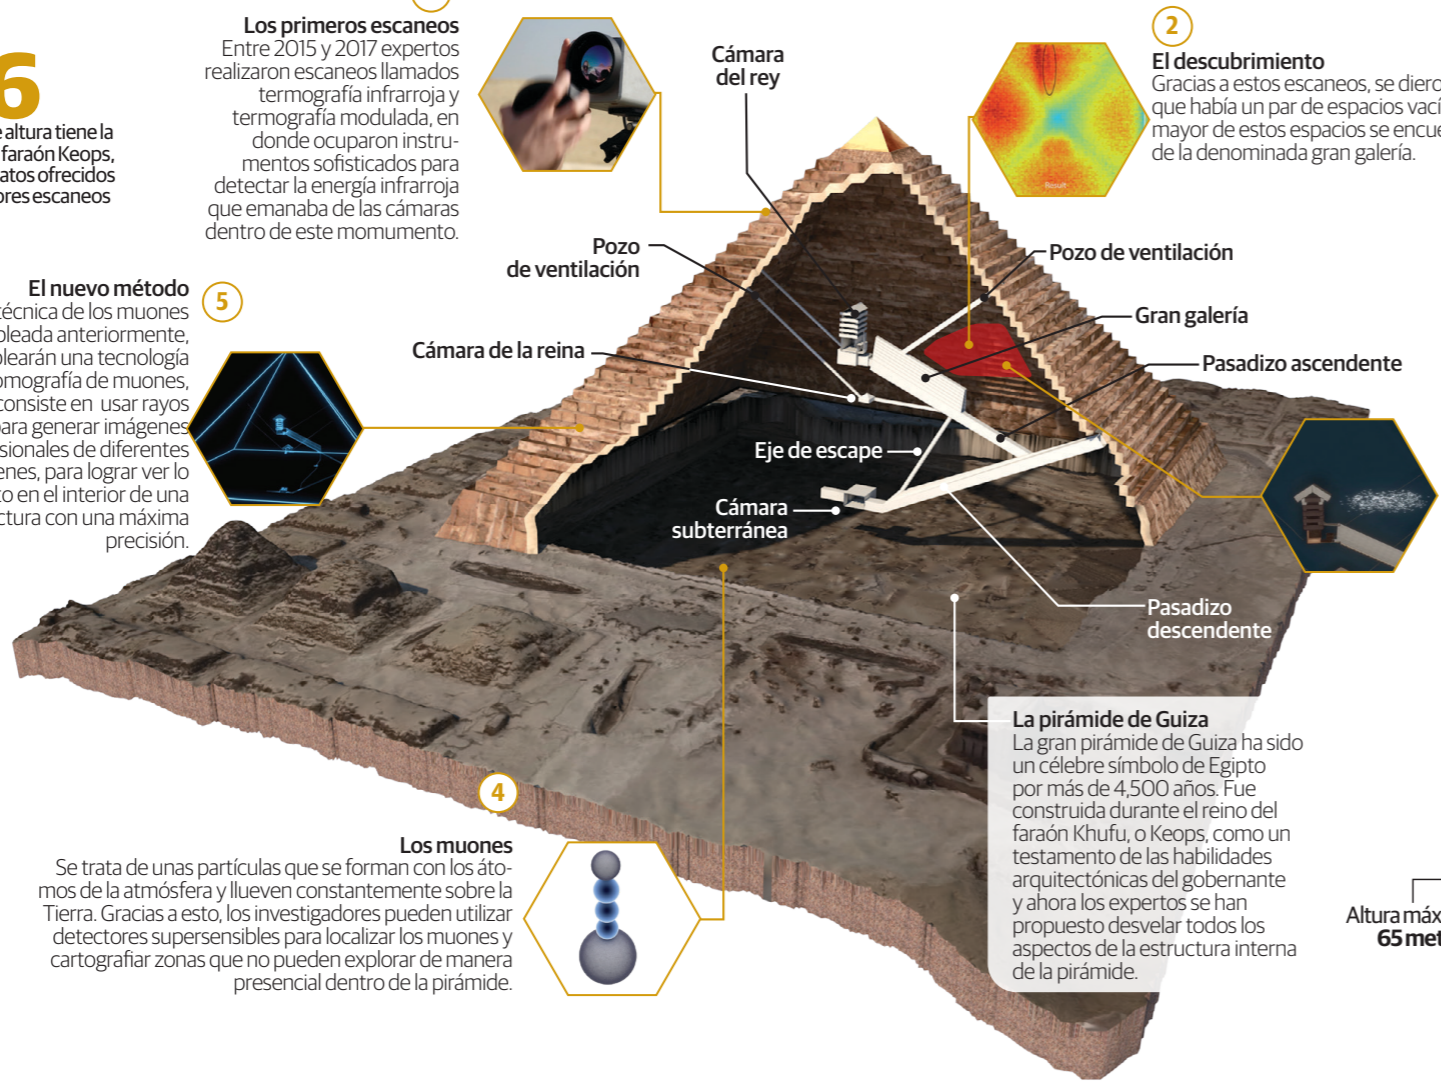 6
altura tiene la
faraón Keops,
atos ofrecidos
ores escaneos
Los primeros escaneos
Entre 2015 y 2017 expertos
realizaron escaneos llamados
termografía infrarroja y
termografía modulada, en
donde ocuparon instru-
mentos sofisticados para
detectar la energía infrarroja
que emanaba de las cámaras
dentro de este momumento.
2
El descubrimiento
Gracias a estos escaneos, se diero
que había un par de espacios vací
mayor de estos espacios se encue
de la denominada gran galería.
Result
Cámara
del rey
Pozo
de ventilación
Pozo de ventilación
Gran galería
Cámara de la reina
Pasadizo ascendente
Eje de escape
Cámara
subterránea
Pasadizo
descendente
5
El nuevo método
técnica de los muones
pleada anteriormente,
plearán una tecnología
omografía de muones,
consiste en usar rayos
para generar imágenes
sionales de diferentes
enes, para lograr ver lo
to en el interior de una
uctura con una máxima
precisión.
4
Los muones
Se trata de unas partículas que se forman con los áto-
mos de la atmósfera y llueven constantemente sobre la
Tierra. Gracias a esto, los investigadores pueden utilizar
detectores supersensibles para localizar los muones y
cartografiar zonas que no pueden explorar de manera
presencial dentro de la pirámide.
La pirámide de Guiza
La gran pirámide de Guiza ha sido
un célebre símbolo de Egipto
por más de 4,500 años. Fue
construida durante el reino del
faraón Khufu, o Keops, como un
testamento de las habilidades
arquitectónicas del gobernante
y ahora los expertos se han
propuesto desvelar todos los
aspectos de la estructura interna
de la pirámide.
Altura máx
65 met